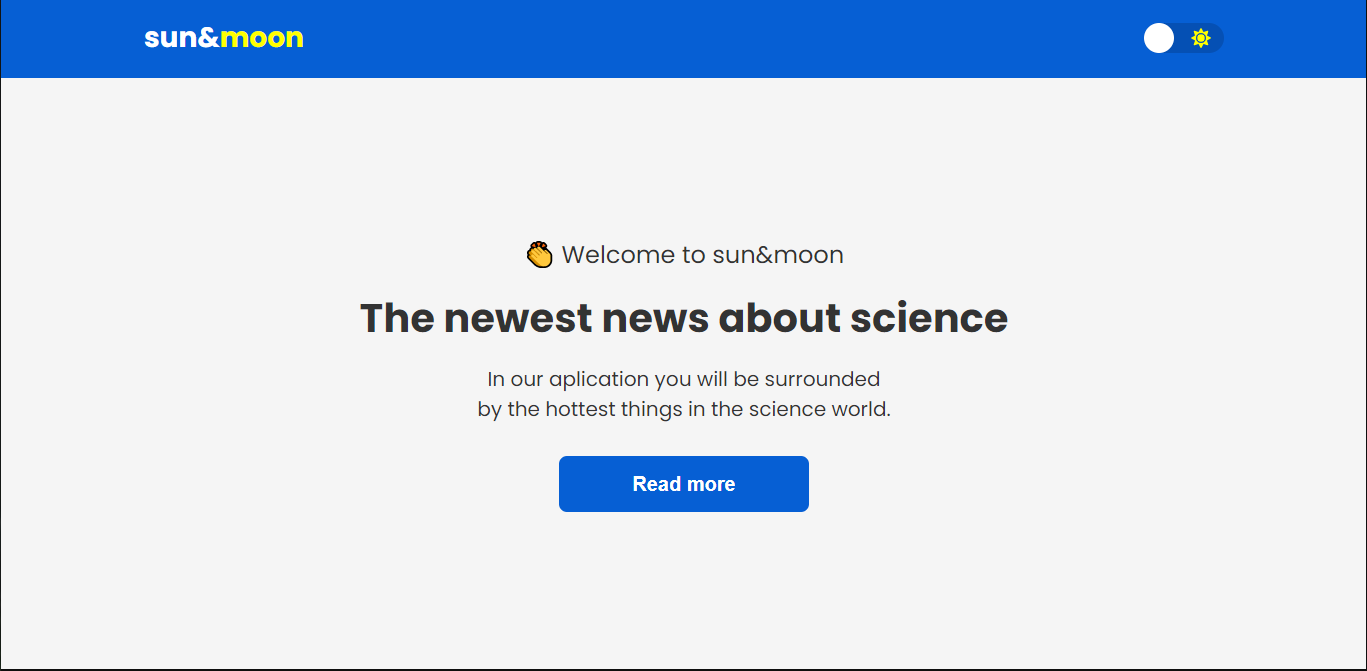 sun&moon
👏 Welcome to sun&moon
The newest news about science
In our aplication you will be surrounded
by the hottest things in the science world.
Read more